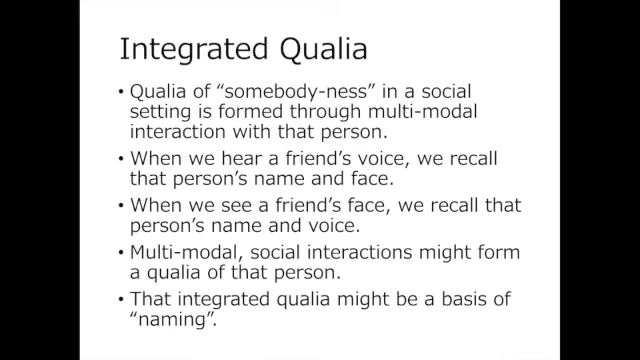 Integrated Qualia
• Qualia of “somebody-ness” in a social
setting is formed through multi-modal
interaction with that person.
• When we hear a friend’s voice, we recall
that person’s name and face.
• When we see a friend’s face, we recall that
person’s name and voice.
• Multi-modal, social interactions might form
a qualia of that person.
• That integrated qualia might be a basis of
“naming”.